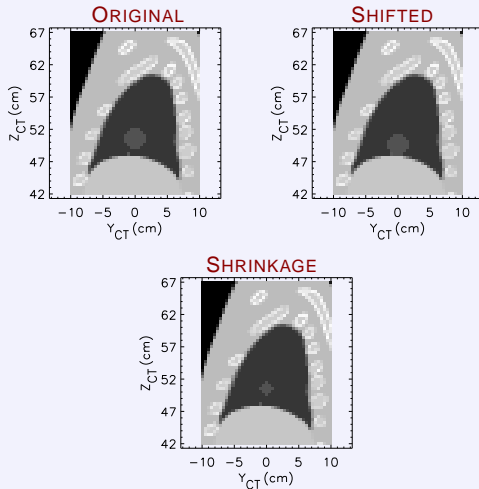 ORIGINAL
SHIFTED
67
62
57
52
47
42
Z_CT (cm)
−10 −5 0 5 10
Y_CT (cm)
67
62
57
52
47
42
Z_CT (cm)
−10 −5 0 5 10
Y_CT (cm)
SHRINKAGE
67
62
57
52
47
42
Z_CT (cm)
−10 −5 0 5 10
Y_CT (cm)